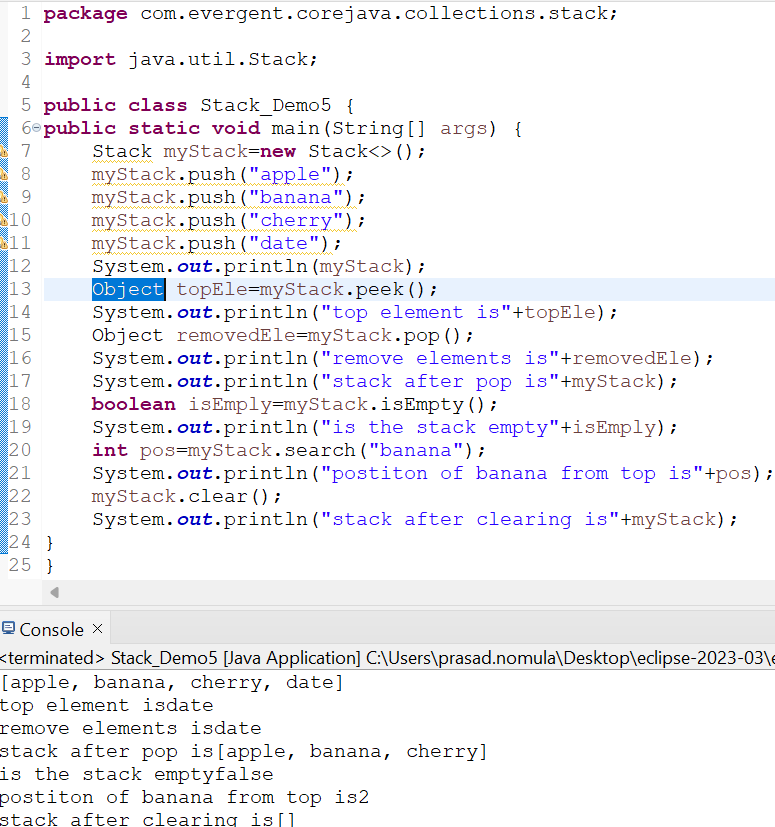 1 package com.evergent.corejava.collections.stack;
2
3 import java.util.Stack;
4
5 public class Stack_Demo5 {
6 public static void main(String[] args) {
7 Stack myStack=new Stack<>();
8 myStack.push("apple");
9 myStack.push("banana");
10 myStack.push("cherry");
11 myStack.push("date");
12 System.out.println(myStack);
13 Object topEle=myStack.peek();
14 System.out.println("top element is"+topEle);
15 Object removedEle=myStack.pop();
16 System.out.println("remove elements is"+removedEle);
17 System.out.println("stack after pop is"+myStack);
18 boolean isEmply=myStack.isEmpty();
19 System.out.println("is the stack empty"+isEmply);
20 int pos=myStack.search("banana");
21 System.out.println("postiton of banana from top is"+pos);
22 myStack.clear();
23 System.out.println("stack after clearing is"+myStack);
24 }
25 }
Console
<terminated> Stack_Demo5 [Java Application] C:\Users\prasad.nomula\Desktop\eclipse-2023-03\e
[apple, banana, cherry, date]
top element isdate
remove elements isdate
stack after pop is[apple, banana, cherry]
is the stack emptyfalse
postiton of banana from top is2
stack after clearing is[]